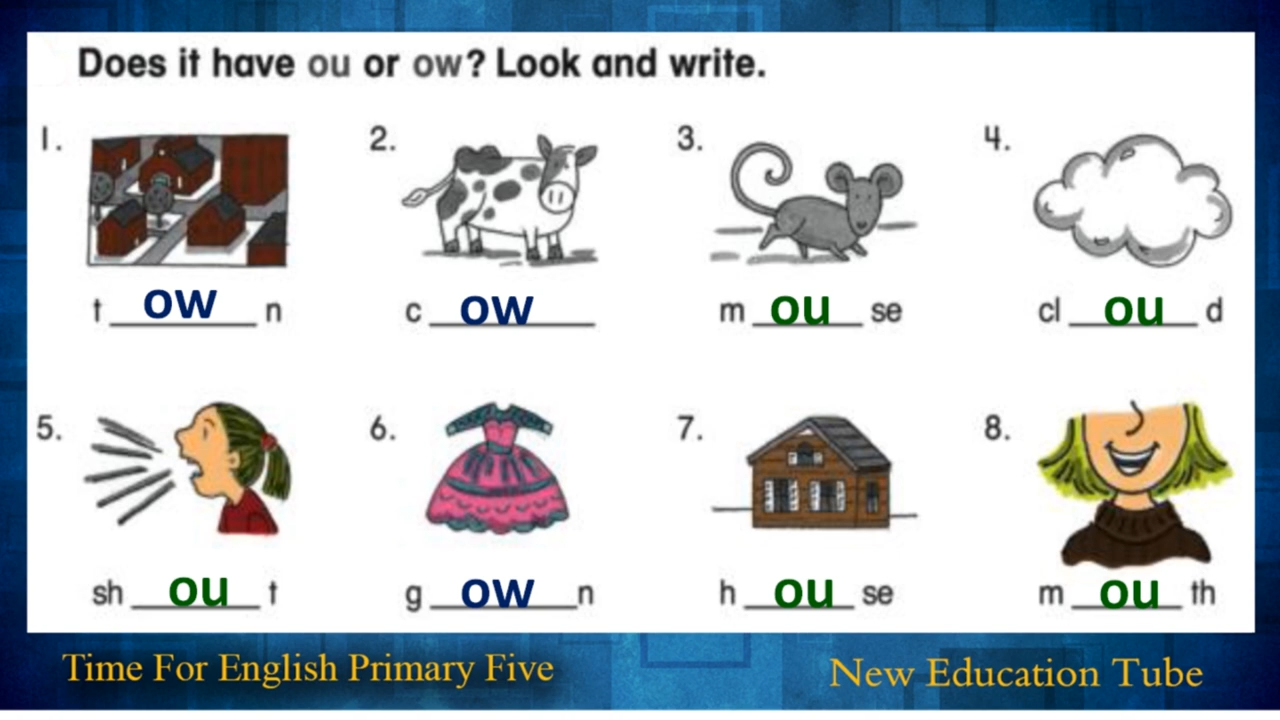 Does it have ou or ow? Look and write.
1. 2. 3. 4.
t ow n c ow m ou se cl ou d
5. 6. 7. 8.
sh ou t g ow n h ou se m ou th
Time For English Primary Five New Education Tube